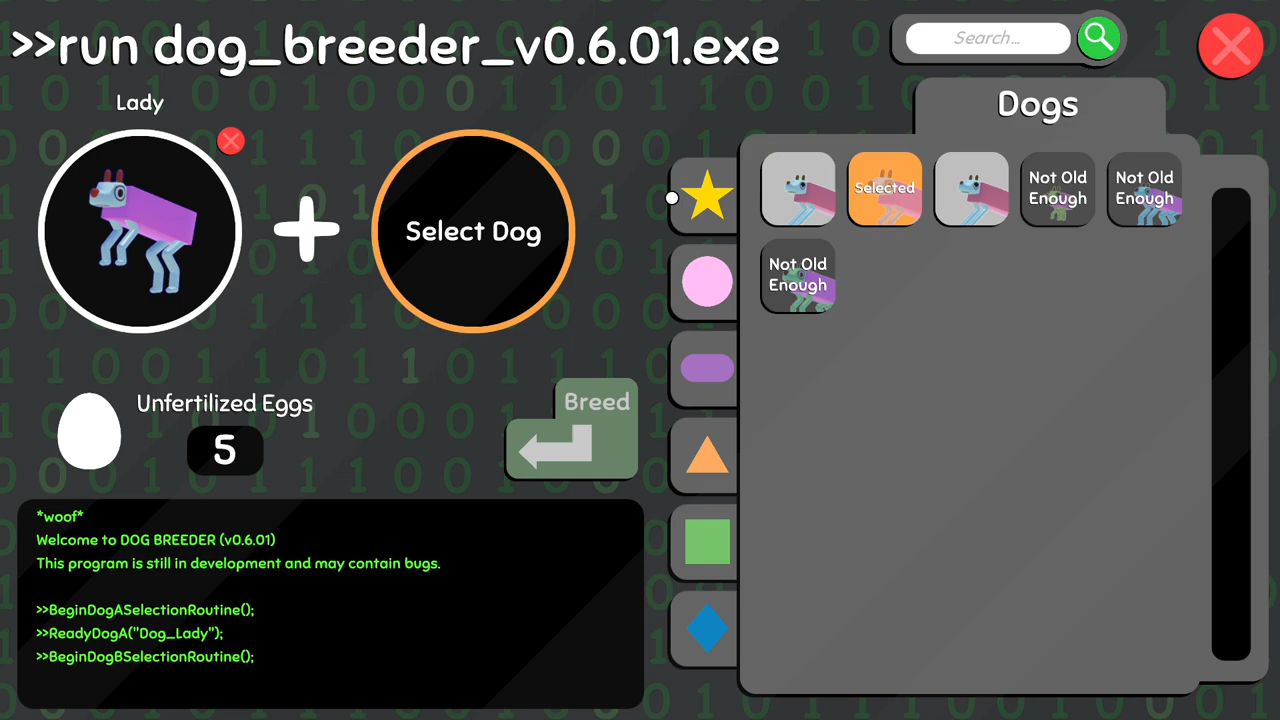 >>run dog_breeder_v0.6.01.exe
Search...
Lady
Dogs
Select Dog
Selected
Not Old
Enough
Not Old
Enough
Not Old
Enough
Unfertilized Eggs
5
Breed
*woof*
Welcome to DOG BREEDER (v0.6.01)
This program is still in development and may contain bugs.
>>BeginDogASelectionRoutine();
>>ReadyDogA("Dog_Lady");
>>BeginDogBSelectionRoutine();